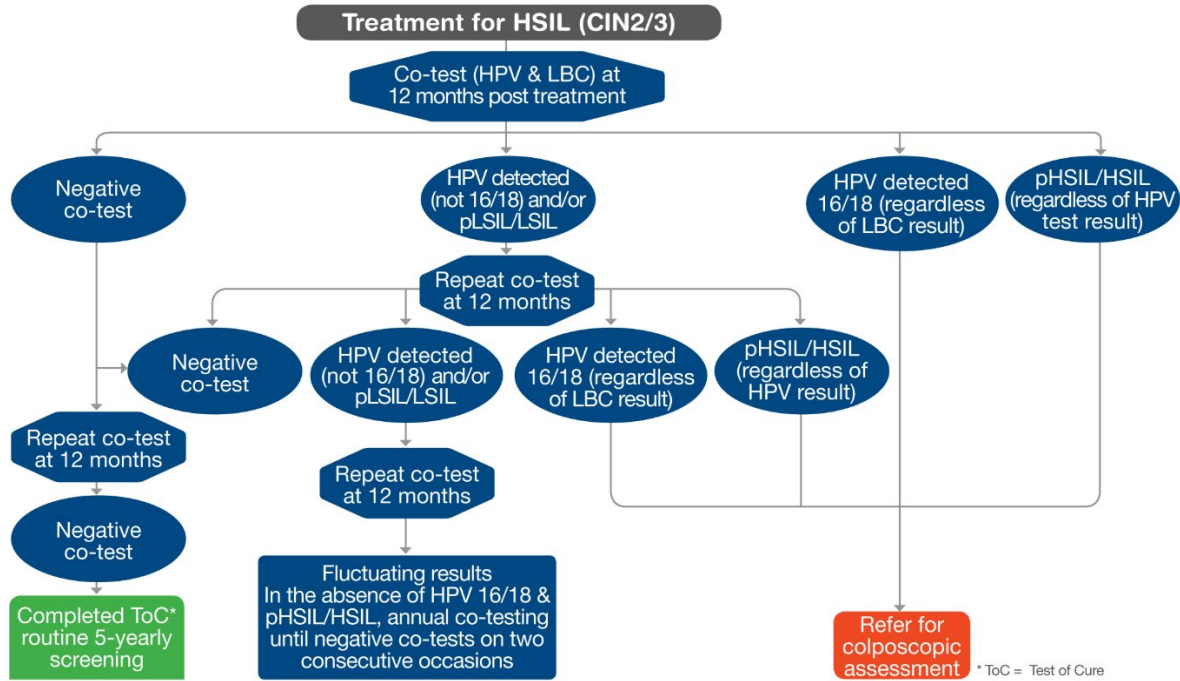 Treatment for HSIL (CIN2/3)
Co-test (HPV & LBC) at
12 months post treatment
Negative
co-test
HPV detected
(not 16/18) and/or
pLSIL/LSIL
HPV detected
16/18 (regardless
of LBC result)
pHSIL/HSIL
(regardless of HPV
test result)
Repeat co-test
at 12 months
Negative
co-test
HPV detected
(not 16/18) and/or
pLSIL/LSIL
HPV detected
16/18 (regardless
of LBC result)
pHSIL/HSIL
(regardless of
HPV result)
Repeat co-test
at 12 months
Repeat co-test
at 12 months
Negative
co-test
Fluctuating results
In the absence of HPV 16/18 &
pHSIL/HSIL, annual co-testing
until negative co-tests on two
consecutive occasions
Completed ToC*
routine 5-yearly
screening
Refer for
colposcopic
assessment
* ToC = Test of Cure